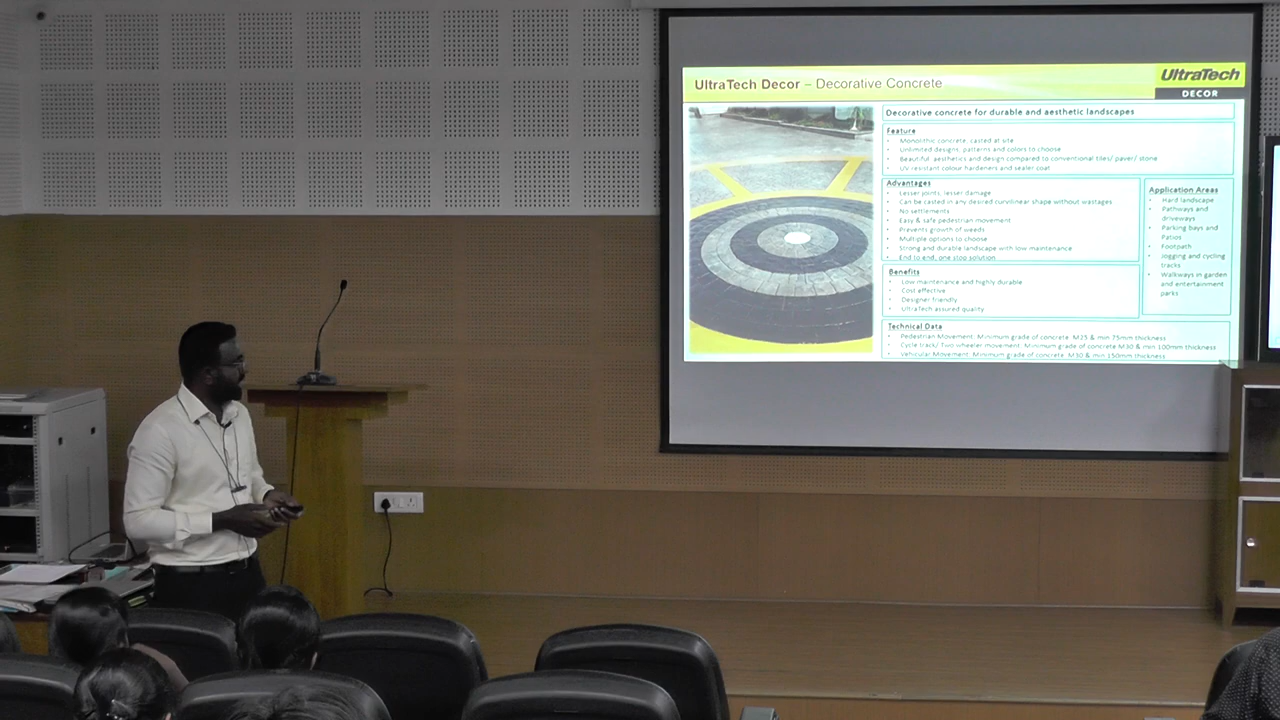 UltraTech Decor – Decorative Concrete
UltraTech
DECOR
Decorative concrete for durable and aesthetic landscapes
Feature
• Monolithic concrete, casted at site
• Unlimited designs, patterns and colors to choose
• Beautiful aesthetics and design compared to conventional tiles/ paver/ stone
• UV resistant colour hardeners and sealer coat
Advantages
• Lesser joints, lesser damage
• Can be casted in any desired curvilinear shape without wastages
• No settlements
• Easy & safe pedestrian movement
• Prevents growth of weeds
• Multiple options to choose
• Strong and durable landscape with low maintenance
• End to end, one stop solution
Application Areas
• Hard landscape
• Pathways and
driveways
• Parking bays and
Patios
• Footpath
• Jogging and cycling
tracks
• Walkways in garden
and entertainment
parks
Benefits
• Low maintenance and highly durable
• Cost effective
• Designer friendly
• UltraTech assured quality
Technical Data
• Pedestrian Movement: Minimum grade of concrete M25 & min 75mm thickness
• Cycle track/ Two wheeler movement: Minimum grade of concrete M30 & min 100mm thickness
• Vehicular Movement: Minimum grade of concrete M30 & min 150mm thickness